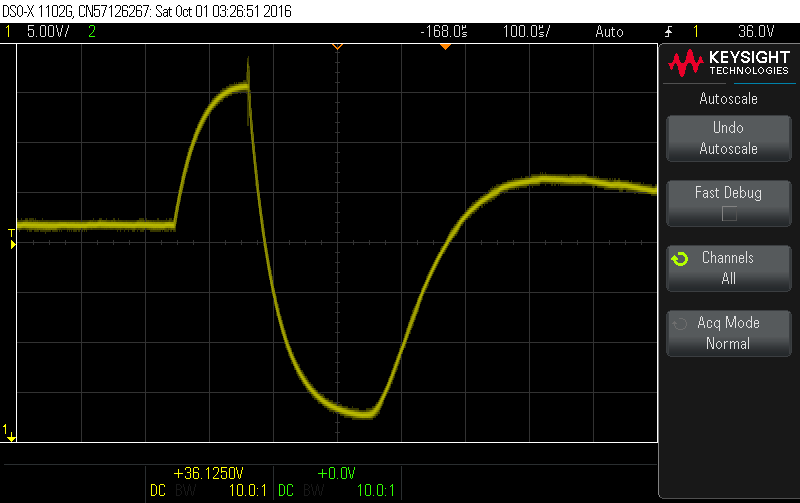 DSO-X 1102G, CN57126267: Sat Oct 01 03:26:51 2016
1 5.00V/ 2 -168.0s 100.0s/ Auto 1 36.0V
KEYSIGHT
TECHNOLOGIES
Autoscale
Undo
Autoscale
Fast Debug
T
Channels
All
Acq Mode
Normal
1
+36.1250V +0.0V
DC BW 10.0:1 DC BW 10.0:1